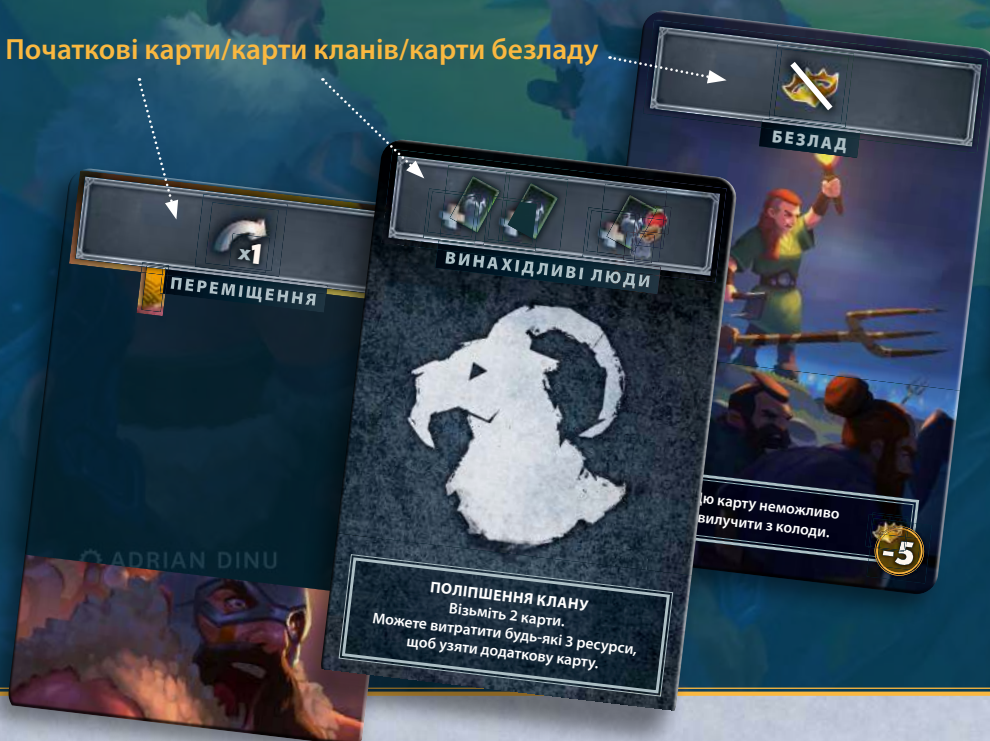 Початкові карти/карти кланів/карти безладу
БЕЗЛАД
x1
ПЕРЕМІЩЕННЯ
ВИНАХІДЛИВІ ЛЮДИ
карту неможливо
вилучити з колоди.
-5
ADRIAN DINU
ПОЛІПШЕННЯ КЛАНУ
Візьміть 2 карти.
Можете витратити будь-які 3 ресурси,
щоб узяти додаткову карту.